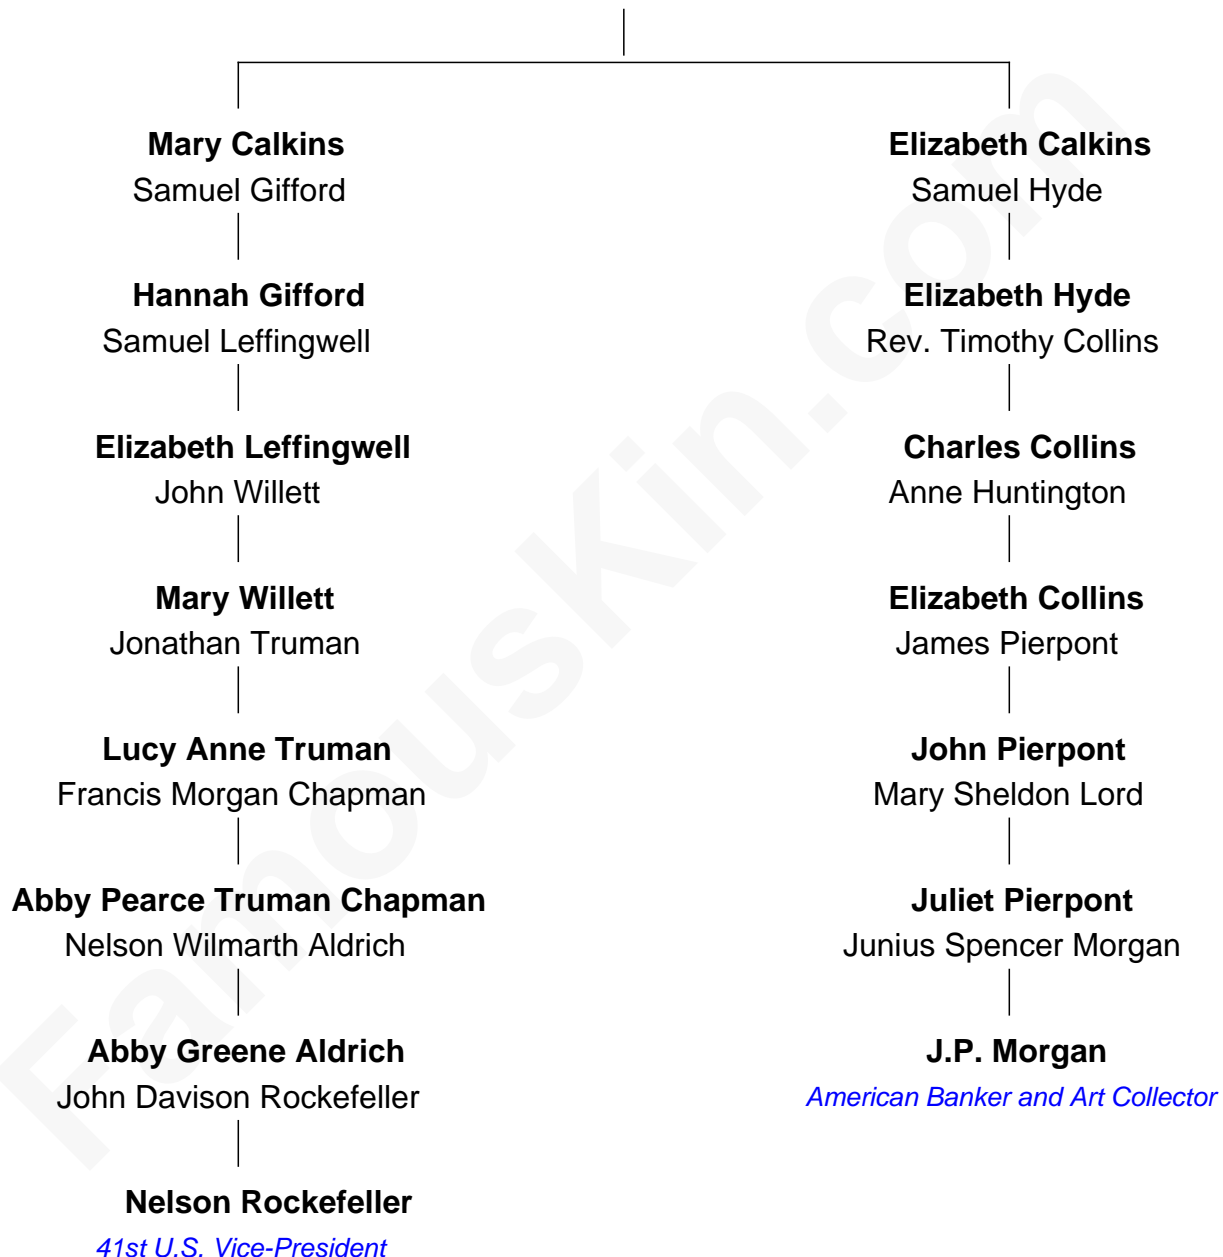 Mary Calkins
Samuel Gifford
Hannah Gifford
Samuel Leffingwell
Elizabeth Leffingwell
John Willett
Mary Willett
Jonathan Truman
Lucy Anne Truman
Francis Morgan Chapman
Abby Pearce Truman Chapman
Nelson Wilmarth Aldrich
Abby Greene Aldrich
John Davison Rockefeller
Nelson Rockefeller
41st U.S. Vice-President
Elizabeth Calkins
Samuel Hyde
Elizabeth Hyde
Rev. Timothy Collins
Charles Collins
Anne Huntington
Elizabeth Collins
James Pierpont
John Pierpont
Mary Sheldon Lord
Juliet Pierpont
Junius Spencer Morgan
J.P. Morgan
American Banker and Art Collector
FamousKin.com